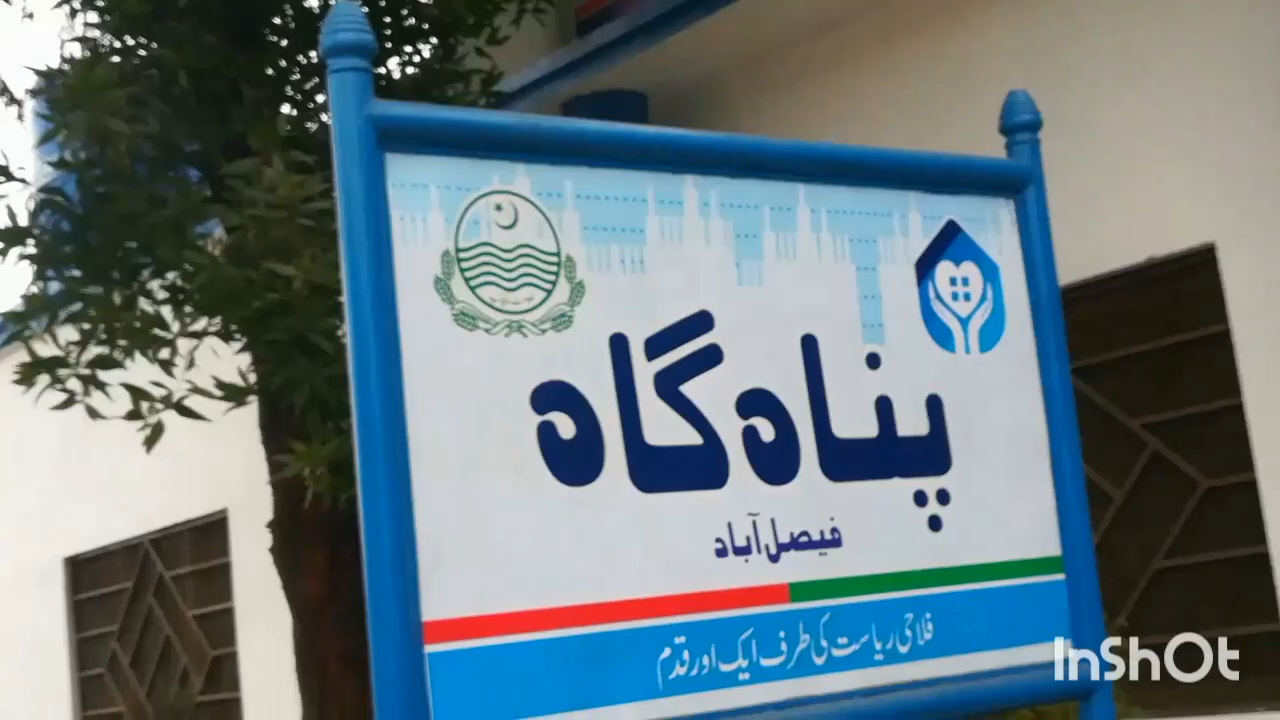 پناہ گاہ
فیصل آباد
فلاحی ریاست کی طرف ایک اور قدم
InShOt